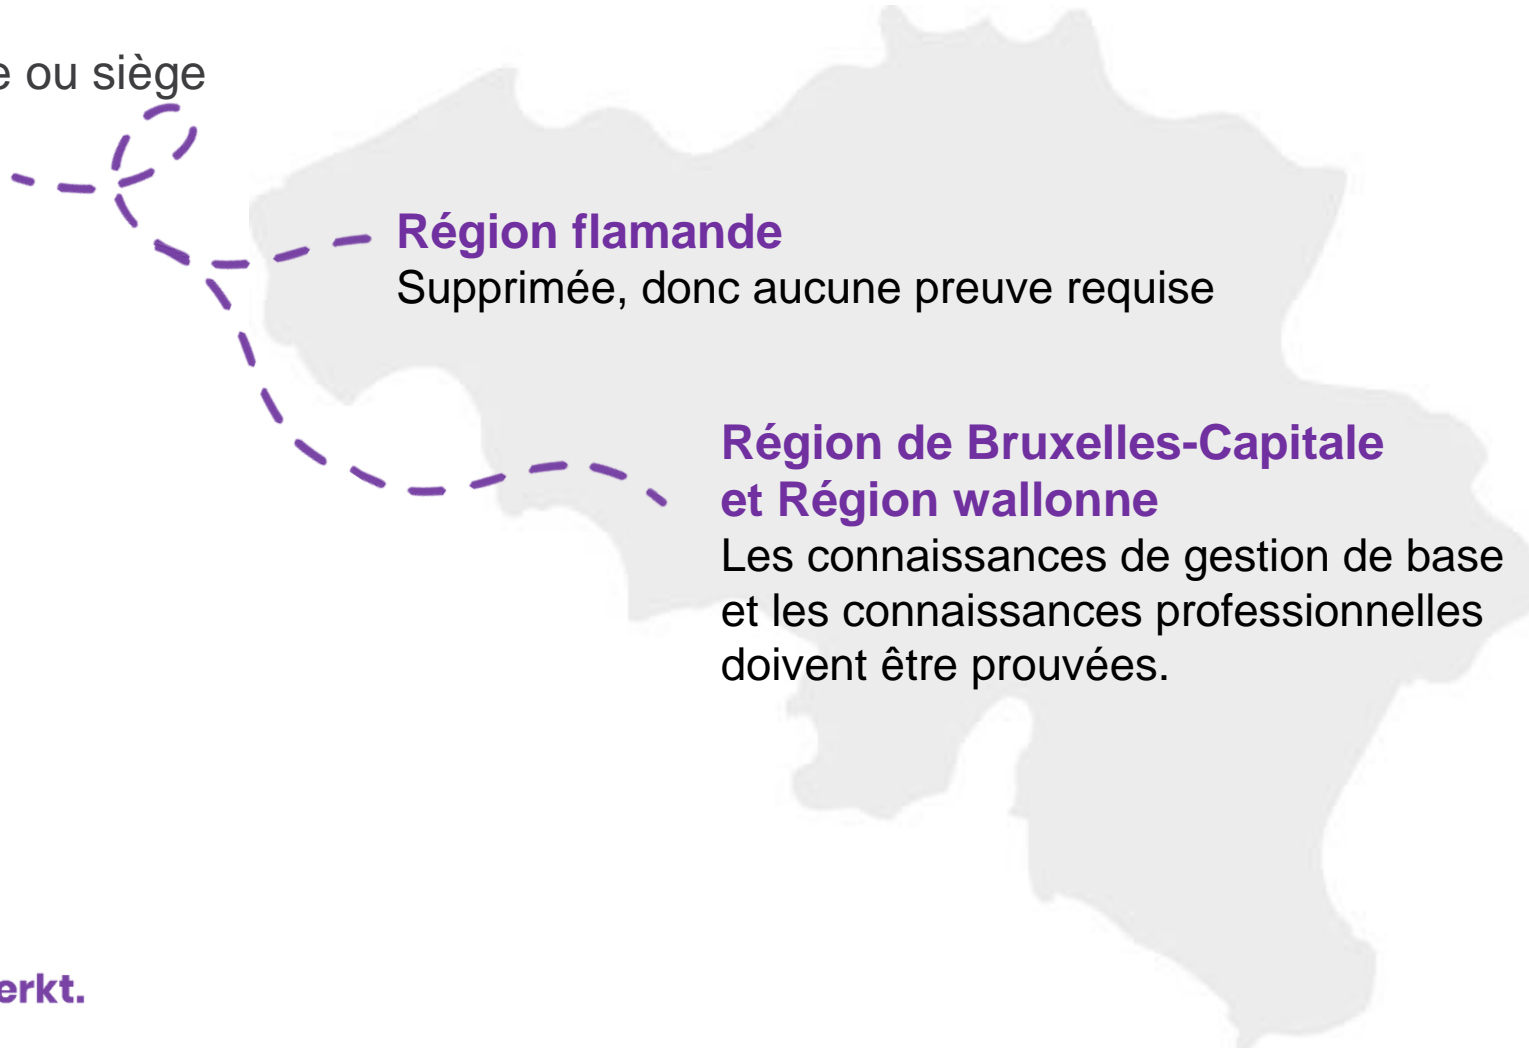 e ou siège
Région flamande
Supprimée, donc aucune preuve requise
Région de Bruxelles-Capitale
et Région wallonne
Les connaissances de gestion de base
et les connaissances professionnelles
doivent être prouvées.
erkt.